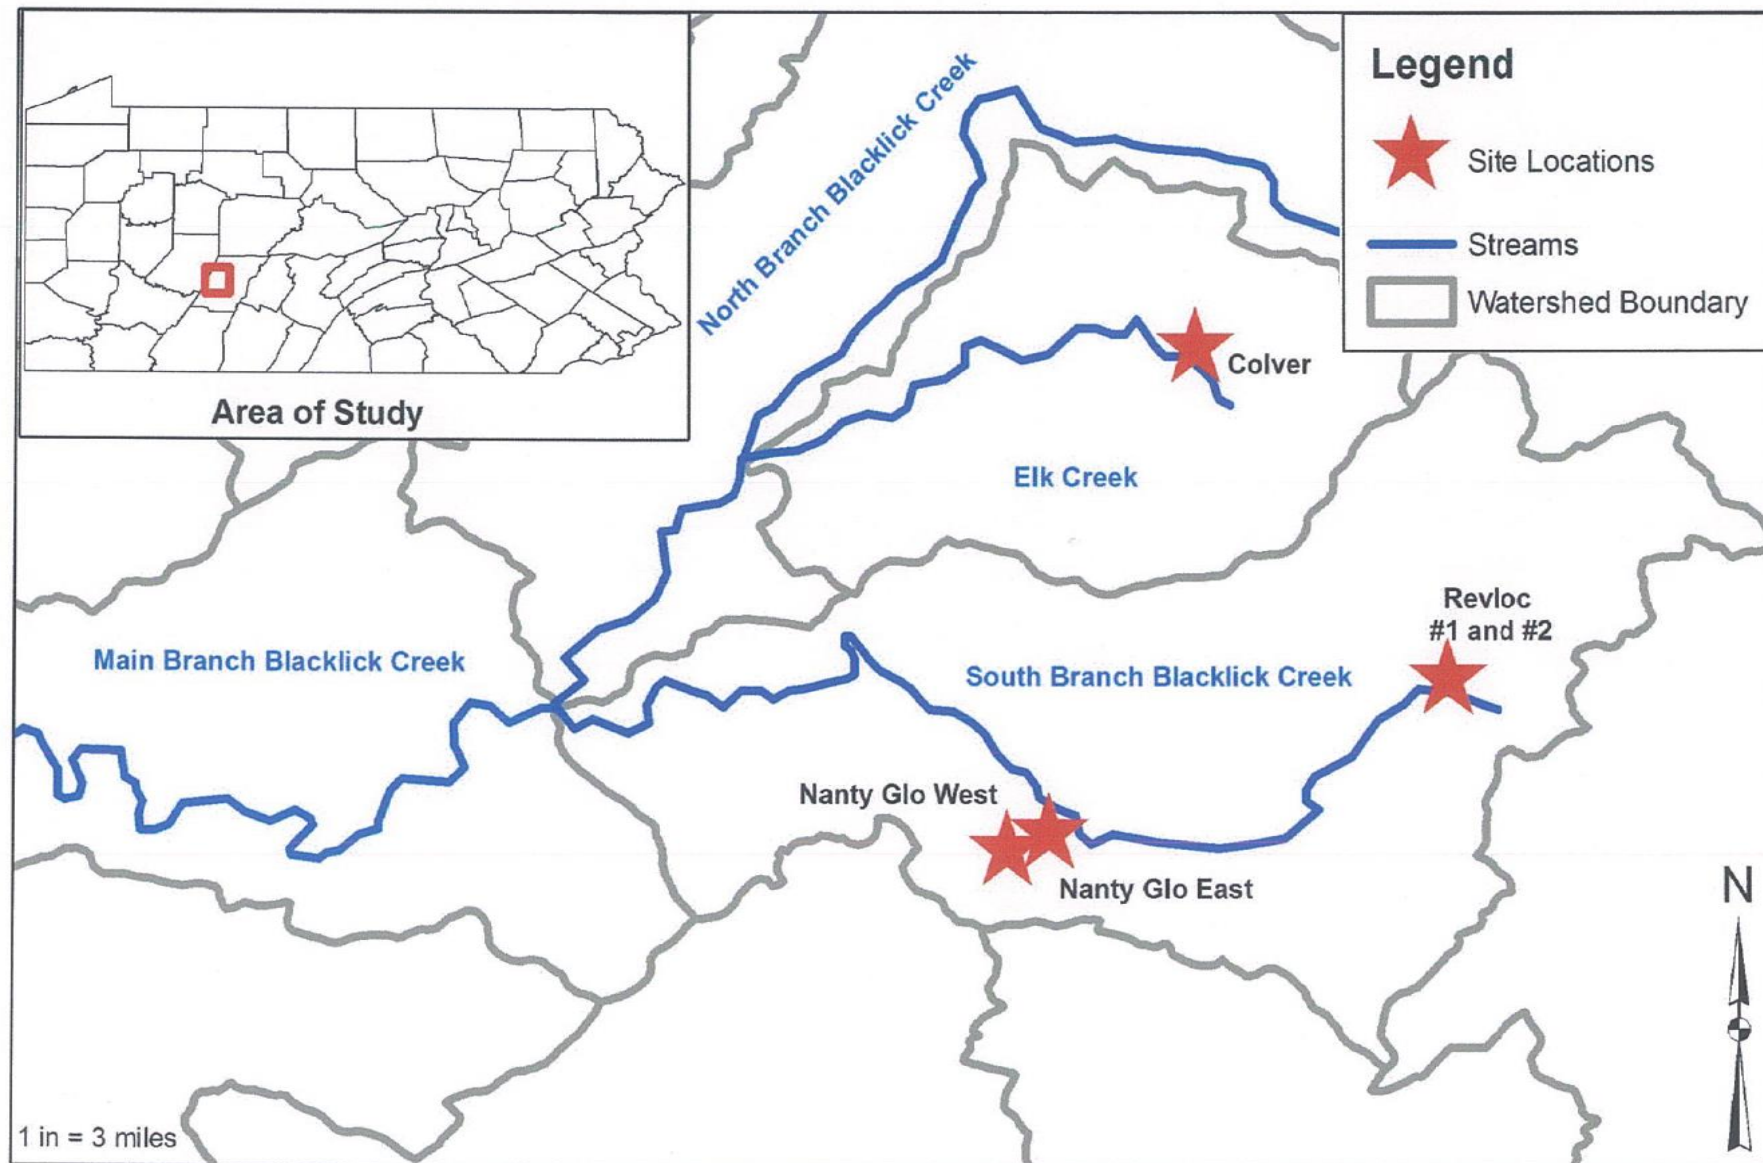 Area of Study
Legend
Site Locations
Streams
Watershed Boundary
North Branch Blacklick Creek
Colver
Elk Creek
Revloc
#1 and #2
Main Branch Blacklick Creek
South Branch Blacklick Creek
Nanty Glo West
Nanty Glo East
N
1 in = 3 miles